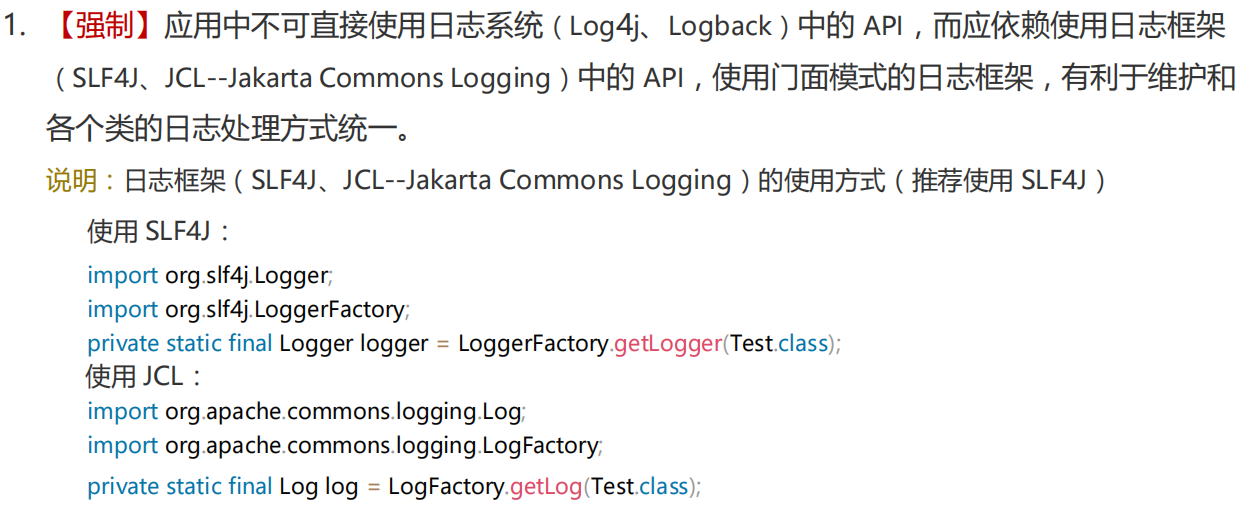 1. 【强制】应用中不可直接使用日志系统（Log4j、Logback）中的 API，而应依赖使用日志框架
（SLF4J、JCL--Jakarta Commons Logging）中的 API，使用门面模式的日志框架，有利于维护和
各个类的日志处理方式统一。
说明：日志框架（SLF4J、JCL--Jakarta Commons Logging）的使用方式（推荐使用 SLF4J）
使用 SLF4J：
import org.slf4j.Logger;
import org.slf4j.LoggerFactory;
private static final Logger logger = LoggerFactory.getLogger(Test.class);
使用 JCL：
import org.apache.commons.logging.Log;
import org.apache.commons.logging.LogFactory;
private static final Log log = LogFactory.getLog(Test.class);